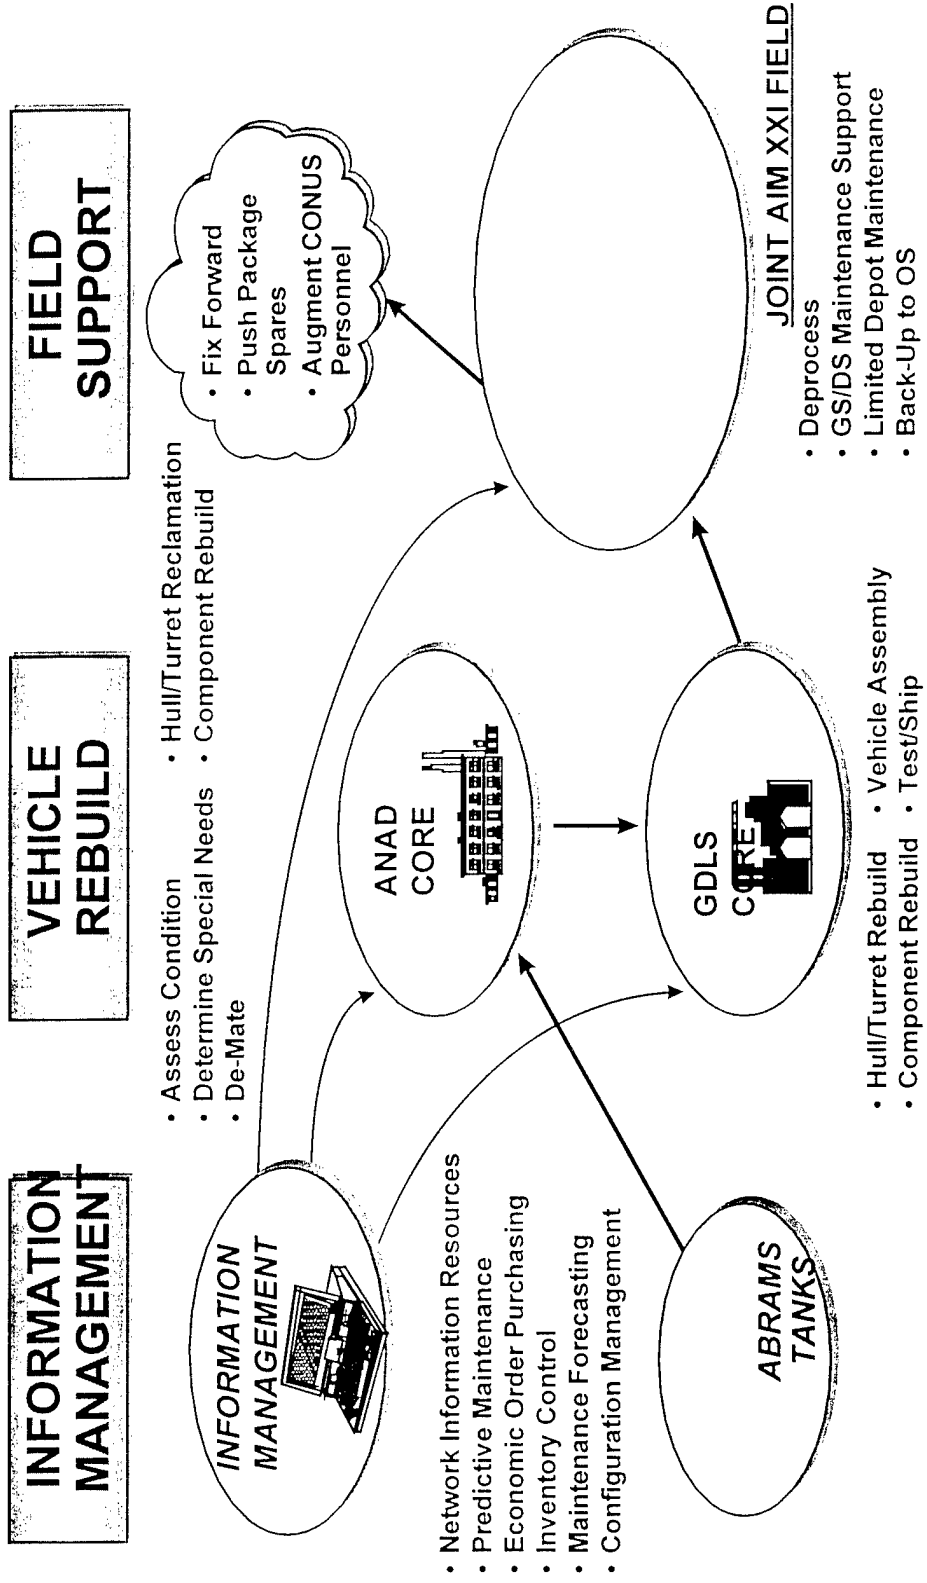 INFORMATION
MANAGEMENT
VEHICLE
REBUILD
FIELD
SUPPORT
INFORMATION
MANAGEMENT
• Network Information Resources
• Predictive Maintenance
• Economic Order Purchasing
• Inventory Control
• Maintenance Forecasting
• Configuration Management
ABRAMS
TANKS
• Assess Condition
• Determine Special Needs
• De-Mate
• Hull/Turret Reclamation
• Component Rebuild
ANAD
CORE
GDLS
CORE
• Hull/Turret Rebuild
• Component Rebuild
• Vehicle Assembly
• Test/Ship
• Fix Forward
• Push Package
Spares
• Augment CONUS
Personnel
JOINT AIM XXI FIELD
• Deprocess
• GS/DS Maintenance Support
• Limited Depot Maintenance
• Back-Up to OS